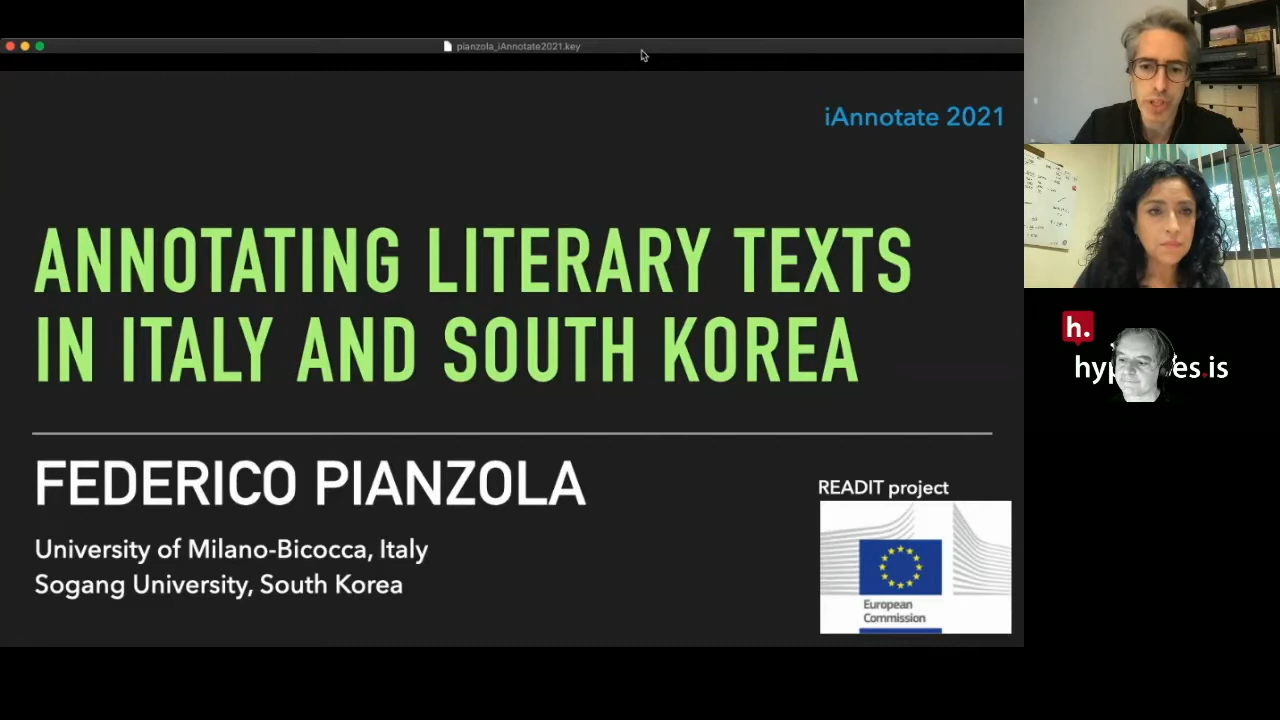 pianzola_iAnnotate2021.key
iAnnotate 2021
ANNOTATING LITERARY TEXTS
IN ITALY AND SOUTH KOREA
FEDERICO PIANZOLA
University of Milano-Bicocca, Italy
Sogang University, South Korea
READIT project
European
Commission
h.